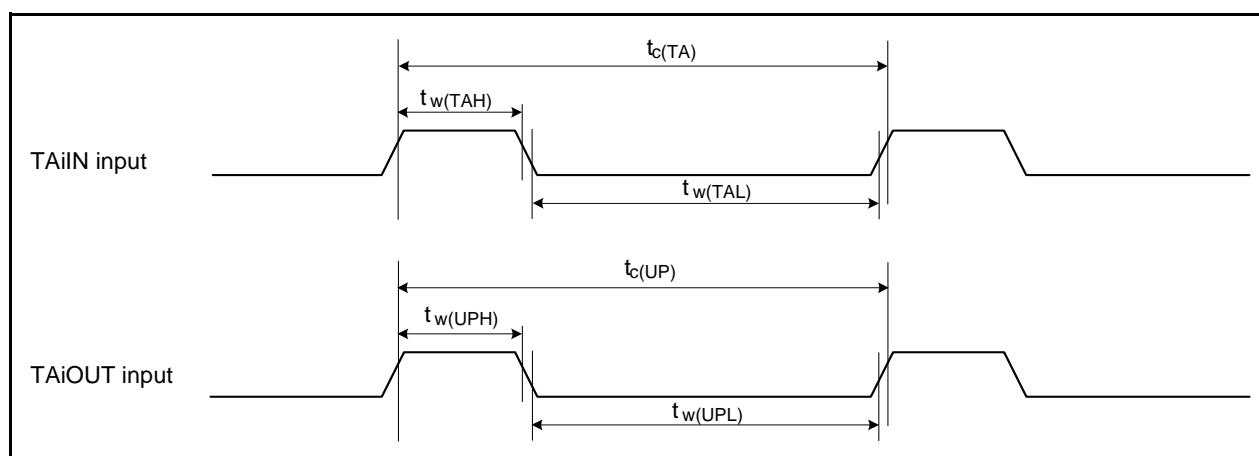 tc(TA)
tw(TAH)
TAiIN input
tw(TAL)
tc(UP)
tw(UPH)
TAiOUT input
tw(UPL)